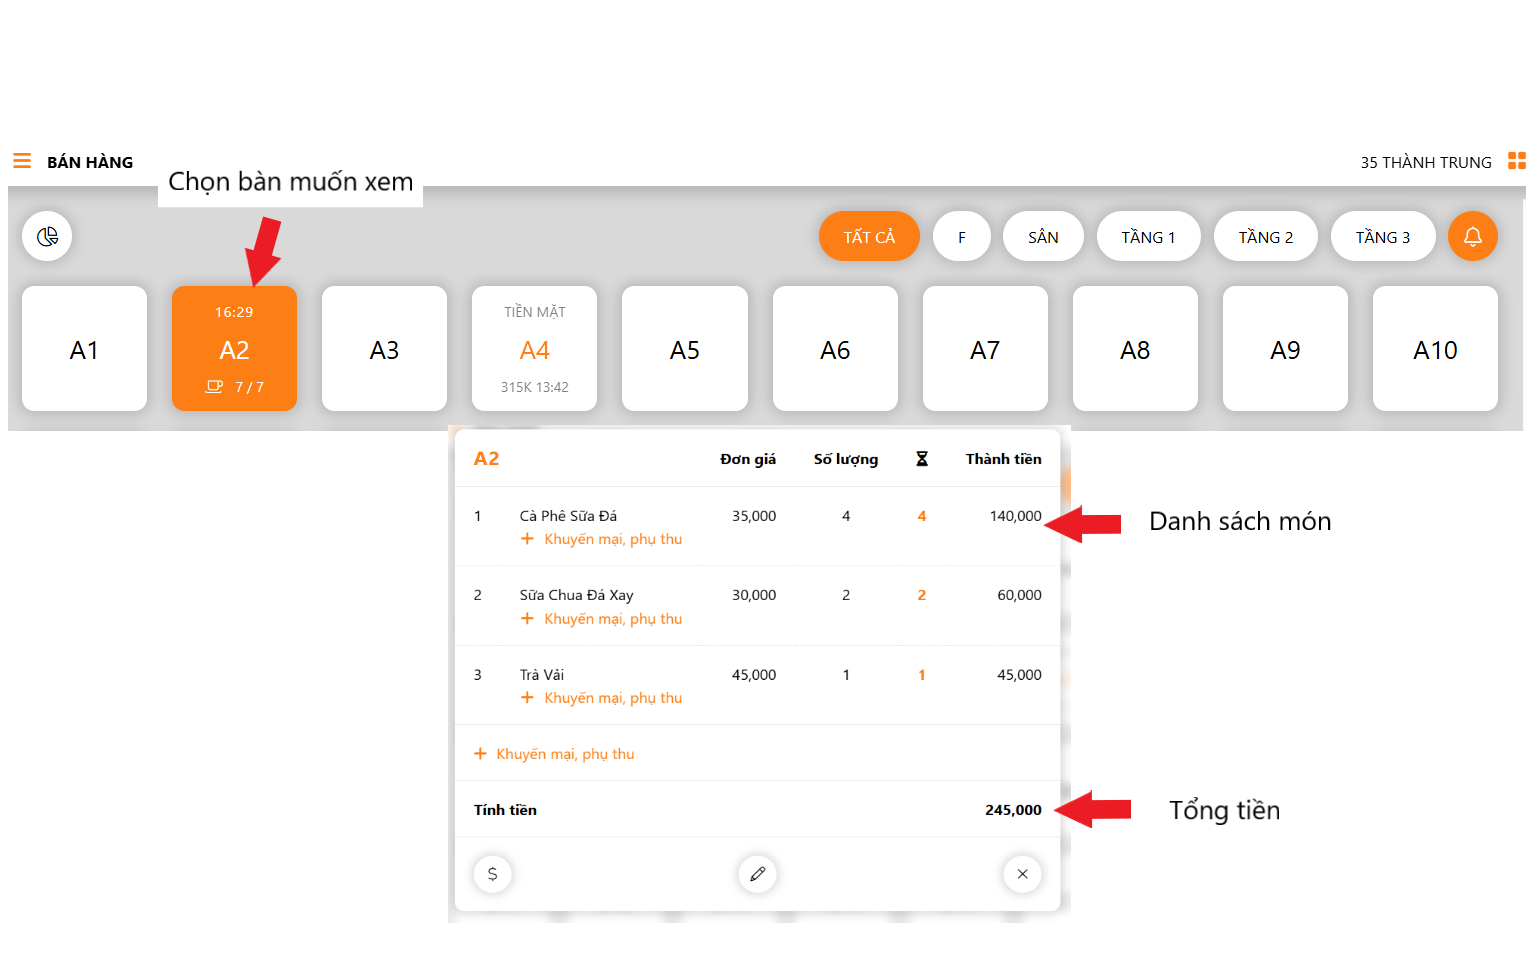 BÁN HÀNG
35 THÀNH TRUNG
Chọn bàn muốn xem
TẤT CẢ
F
SÂN
TẦNG 1
TẦNG 2
TẦNG 3
A1
16:29
A2
7 / 7
A3
TIỀN MẶT
A4
315K 13:42
A5
A6
A7
A8
A9
A10
A2 Đơn giá Số lượng Thành tiền
1 Cà Phê Sữa Đá 35,000 4 4 140,000
+ Khuyến mại, phụ thu
Danh sách món
2 Sữa Chua Đá Xay 30,000 2 2 60,000
+ Khuyến mại, phụ thu
3 Trà Vải 45,000 1 1 45,000
+ Khuyến mại, phụ thu
+ Khuyến mại, phụ thu
Tính tiền 245,000
Tổng tiền
$